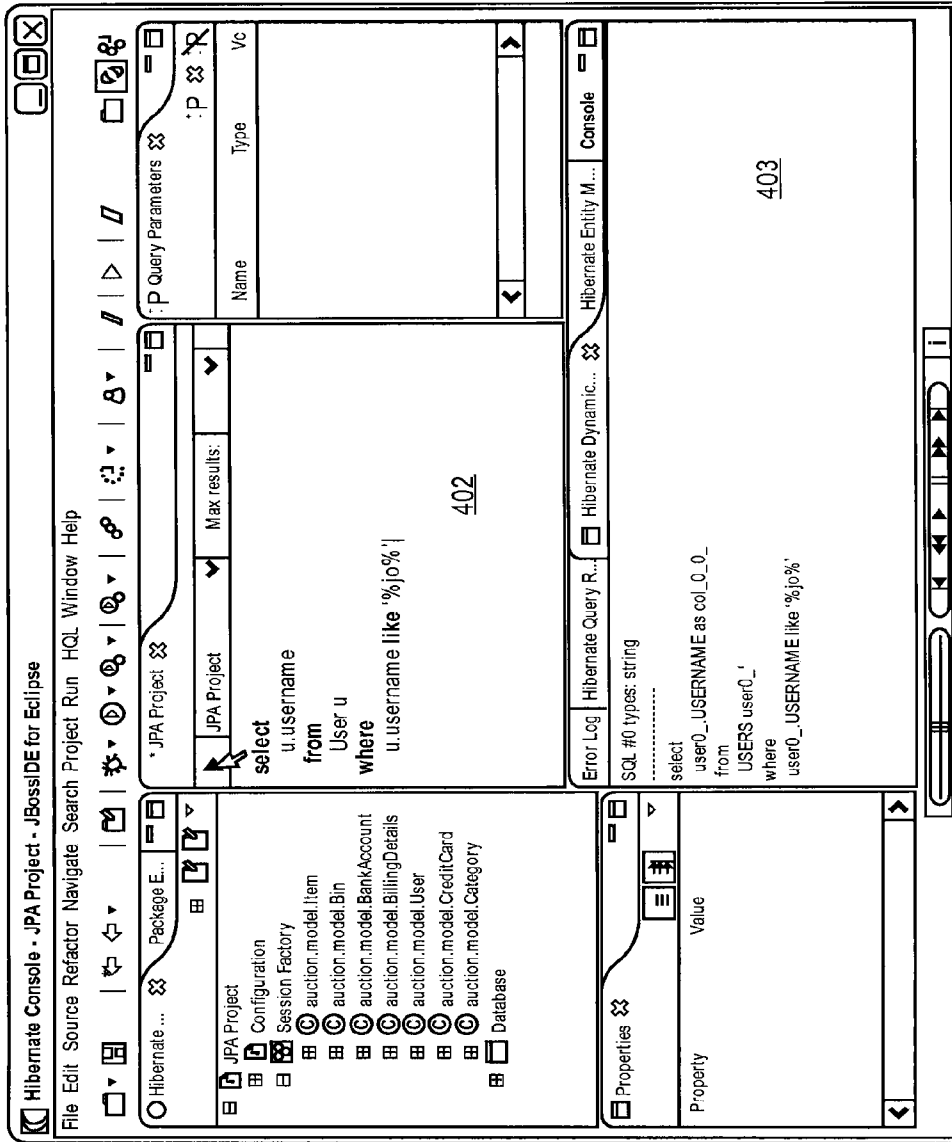 Hibernate Console - JPA Project - JBossIDE for Eclipse
File Edit Source Refactor Navigate Search Project Run HQL Window Help
Hibernate ...
Package E...
JPA Project
Configuration
Session Factory
auction.model.Item
auction.model.Bin
auction.model.BankAccount
auction.model.BillingDetails
auction.model.User
auction.model.CreditCard
auction.model.Category
Database
Properties
Property Value
* JPA Project
JPA Project
Max results:
select
u.username
from
User u
where
u.username like '%jo%'|
402
:P Query Parameters
:P :P
Name Type Vc
Error Log Hibernate Query R... Hibernate Dynamic... Hibernate Entity M... Console
SQL #0 types: string
------------------
select
user0_.USERNAME as col_0_0_
from
USERS user0_'
where
user0_.USERNAME like '%jo%'
403